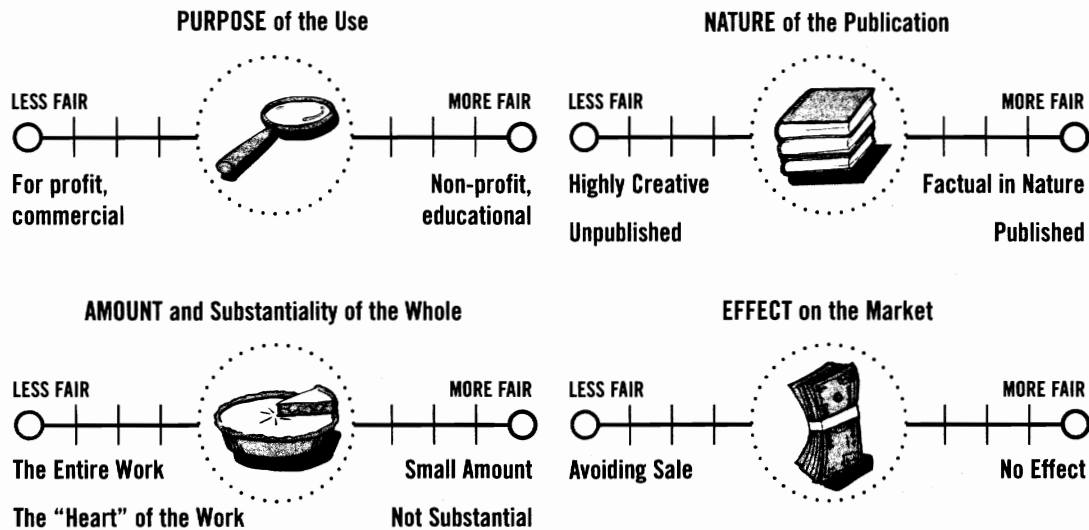 PURPOSE of the Use
LESS FAIR
MORE FAIR
For profit,
commercial
Non-profit,
educational
NATURE of the Publication
LESS FAIR
MORE FAIR
Highly Creative
Factual in Nature
Unpublished
Published
AMOUNT and Substantiality of the Whole
LESS FAIR
MORE FAIR
The Entire Work
Small Amount
The “Heart” of the Work
Not Substantial
EFFECT on the Market
LESS FAIR
MORE FAIR
Avoiding Sale
No Effect